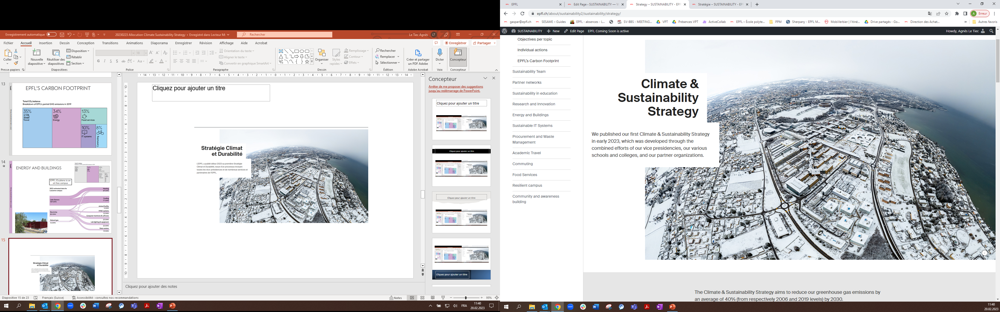 Enregistrement automatique
20230223 Allocution Climate Sustainability Strategy • Enregistré dans Lecteur M:
Rechercher
Le Tiec Agnès
LT
Fichier Accueil Insertion Dessin Conception Transitions Animations Diaporama Enregistrer Révision Affichage Aide Acrobat
Enregistrer
Partager
Coller
Nouvelle diapositive
Réutiliser des diapositives
Disposition
Rétablir
Section
18
G I S S ab AV Aa
Orientation du texte
Aligner le texte
Convertir en graphique SmartArt
Organiser
Styles rapides
Remplissage
Contour
Effets
Rechercher
Remplacer
Sélectionner
Créer et partager un PDF Adobe
Dicter
Concepteur
Presse-papiers Diapositives Police Paragraphe Dessin Édition Adobe Acrobat Voix Concepteur
13
EPFL'S CARBON FOOTPRINT
Total CO₂ balance
Breakdown of EPFL's partial GHG emissions in 2019
35%
Travel
34%
Energy
13%
Food services
10%
IT systems
8%
Commuting
14
EPFL
ENERGY AND BUILDINGS
EPFL Ecublens is an
oil-free campus
2022 estimated data for
Lausanne campus
Lake Geneva
109 GWh
Electricity
80 GWh
Natural gas
12 GWh
Heating
Cooling
77 GWh
Animal facility
5 GWh
HVAC systems
12 GWh
Computer hardware & software
23 GWh
Lab lighting & equipment
22 GWh
Data centers
13 GWh
15
Stratégie Climat
et Durabilité
Cliquez pour ajouter un titre
Stratégie Climat
et Durabilité
L'EPFL a publié début 2023 sa première Stratégie
Climat et Durabilité, issue d'un processus incluant
toutes les vice-présidences et de nombreux services et
partenaires de l'EPFL.
Cliquez pour ajouter des notes
Concepteur
Arrêter de me proposer des suggestions
jusqu'au redémarrage de PowerPoint.
Cliquez pour ajouter un titre
Cliquez pour ajouter un titre
Cliquez pour ajouter un titre
Cliquez pour ajouter un titre
Diapositive 15 de 23
Français (Suisse)
Accessibilité : consultez nos recommandations
Notes
95%
FRA
11:40
20.02.2023
EPFL
Edit Page ‹ SUSTAINABILITY — W
Strategy – SUSTAINABILITY - EPF
Stratégie – SUSTAINABILITY - EPF
epfl.ch/about/sustainability2/sustainability/strategy/
A
Erreur
gaspar@epfl.ch
SESAME – Guides
EPFL - absences - L...
SV-BBS - MEETING...
VPT
Présences VPT
ActiveCollab
EPFL – École polyte...
PPM
Sherpany - EPFL M...
MobiVerbier | l'itiné...
Drive partagés - Go...
Direction des Achat...
»
Autres favoris
SUSTAINABILITY
New
Edit Page
EPFL Coming Soon is active
Howdy, Agnès Le Tiec
Objectives per topic
Individual actions
EPFL's Carbon Footprint
Sustainability Team
Partner networks
Sustainability in education
Research and Innovation
Energy and Buildings
Sustainable IT Systems
Procurement and Waste
Management
Academic Travel
Commuting
Food Services
Resilient campus
Community and awareness
building
Climate &
Sustainability
Strategy
We published our first Climate & Sustainability Strategy
in early 2023, which was developed through the
combined efforts of our vice presidencies, our various
schools and colleges, and our partner organizations.
The Climate & Sustainability Strategy aims to reduce our greenhouse gas emissions by
an average of 40% (from respectively 2006 and 2019 levels) by 2030.
11:40
20.02.2023